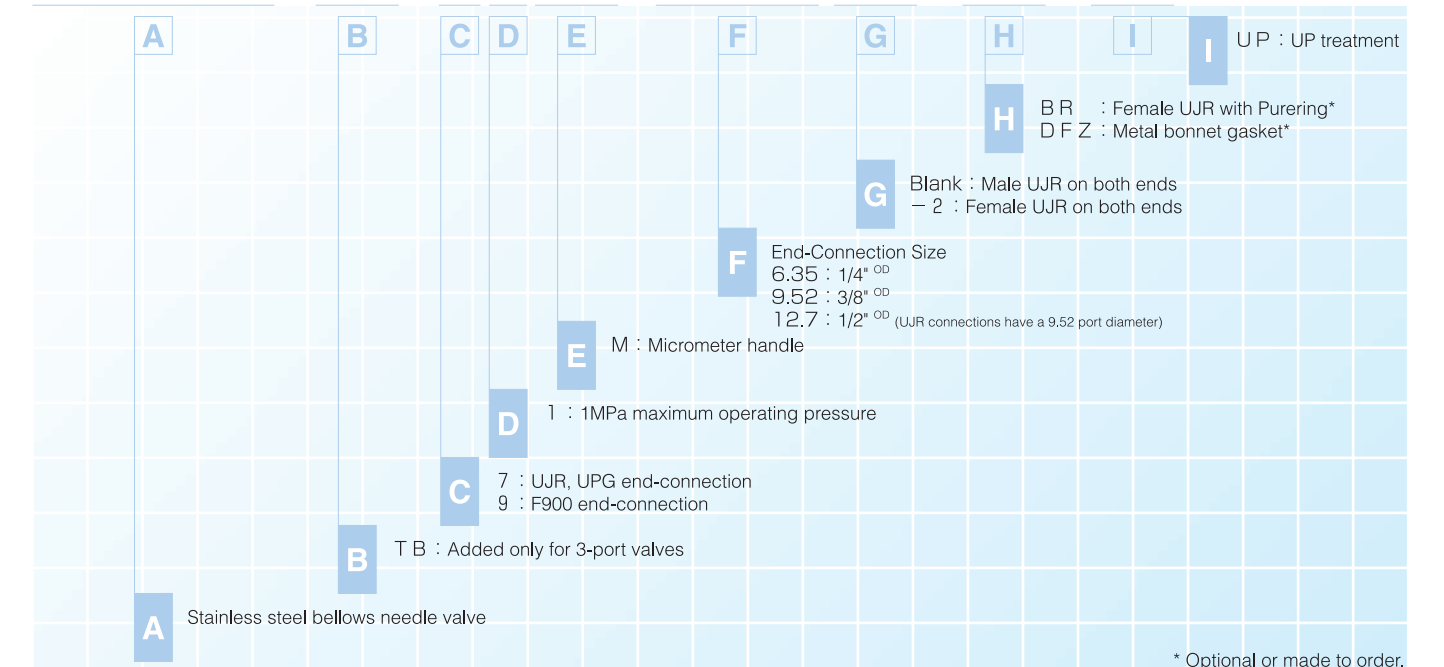 A B C D E F G H I
I UP : UP treatment
H BR : Female UJR with Purering*
DFZ : Metal bonnet gasket*
G Blank : Male UJR on both ends
－2 : Female UJR on both ends
F End-Connection Size
6.35 : 1/4" OD
9.52 : 3/8" OD
12.7 : 1/2" OD (UJR connections have a 9.52 port diameter)
E M : Micrometer handle
D 1 : 1MPa maximum operating pressure
C 7 : UJR, UPG end-connection
9 : F900 end-connection
B TB : Added only for 3-port valves
A Stainless steel bellows needle valve
* Optional or made to order.